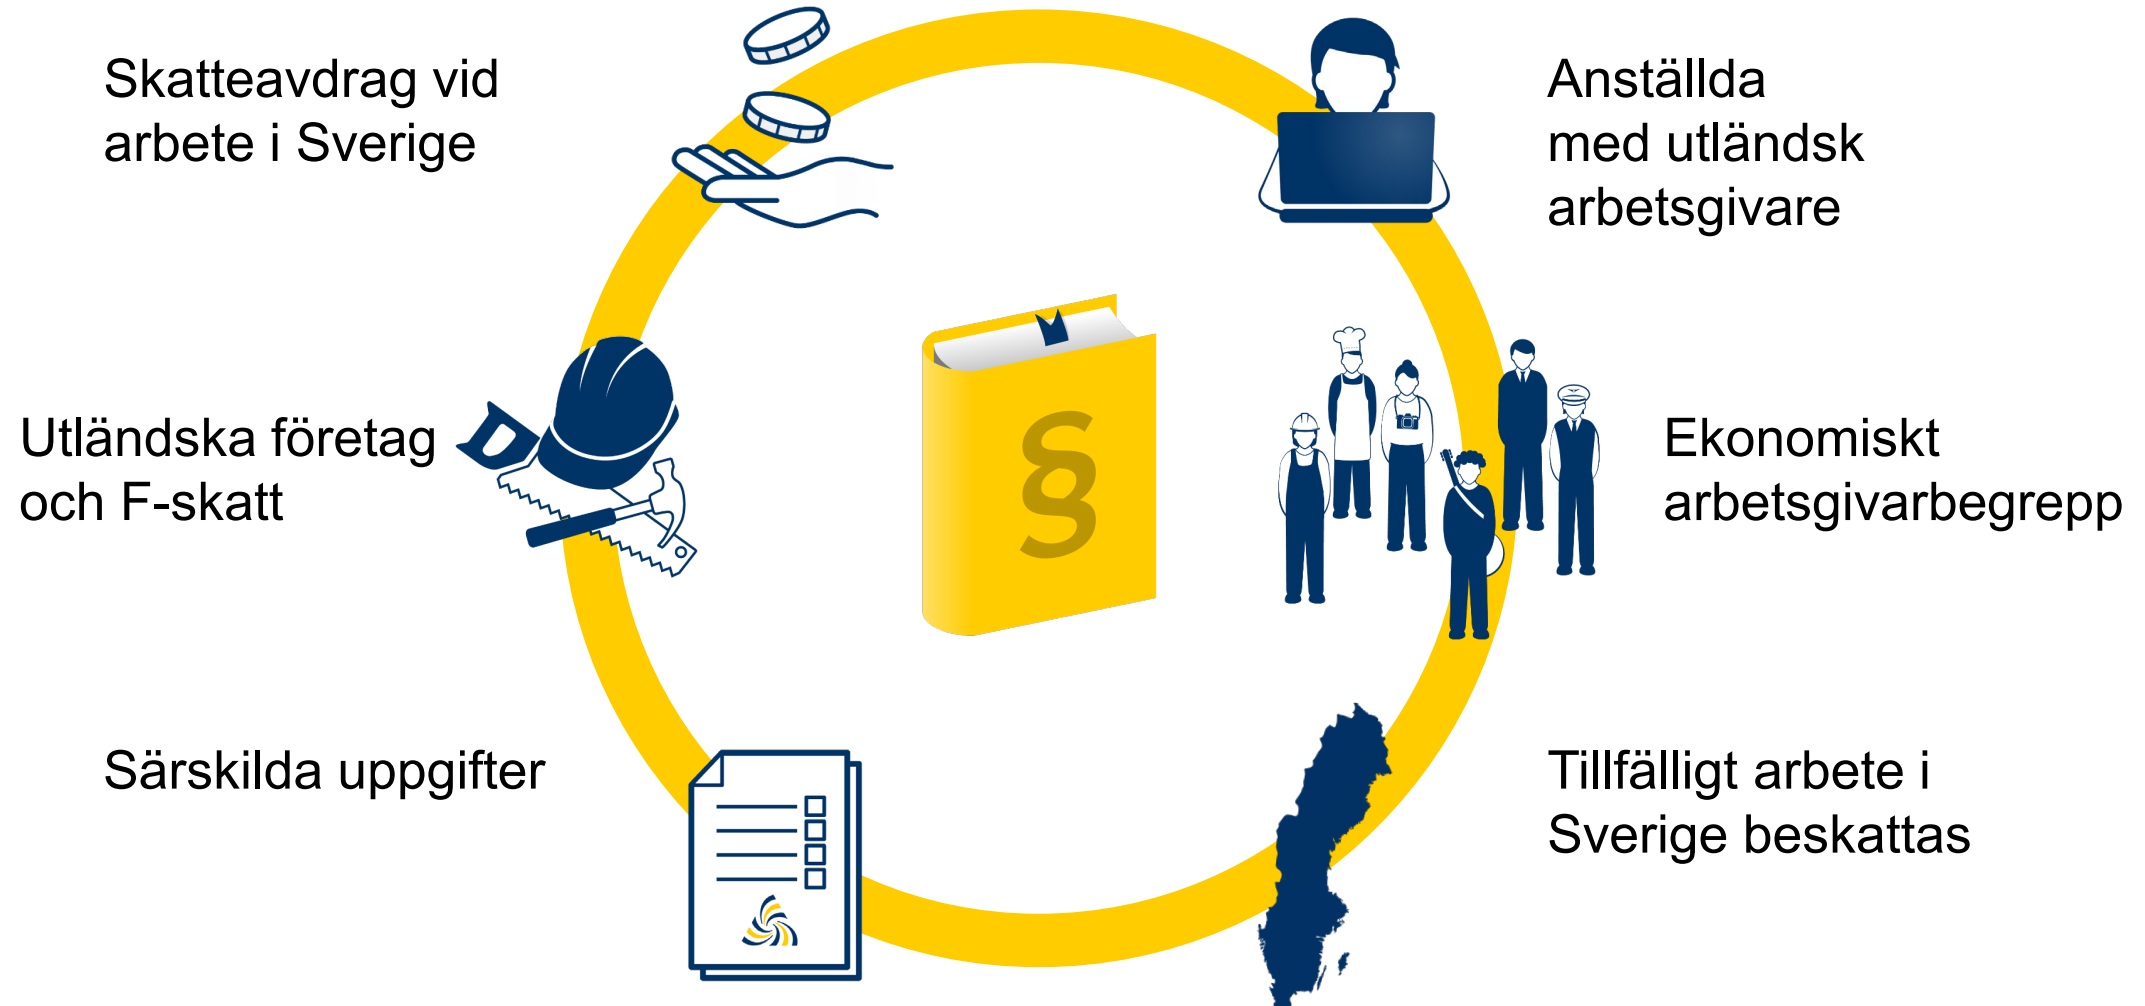 Skatteavdrag vid
arbete i Sverige
Anställda
med utländsk
arbetsgivare
Utländska företag
och F-skatt
§
Ekonomiskt
arbetsgivarbegrepp
Särskilda uppgifter
Tillfälligt arbete i
Sverige beskattas